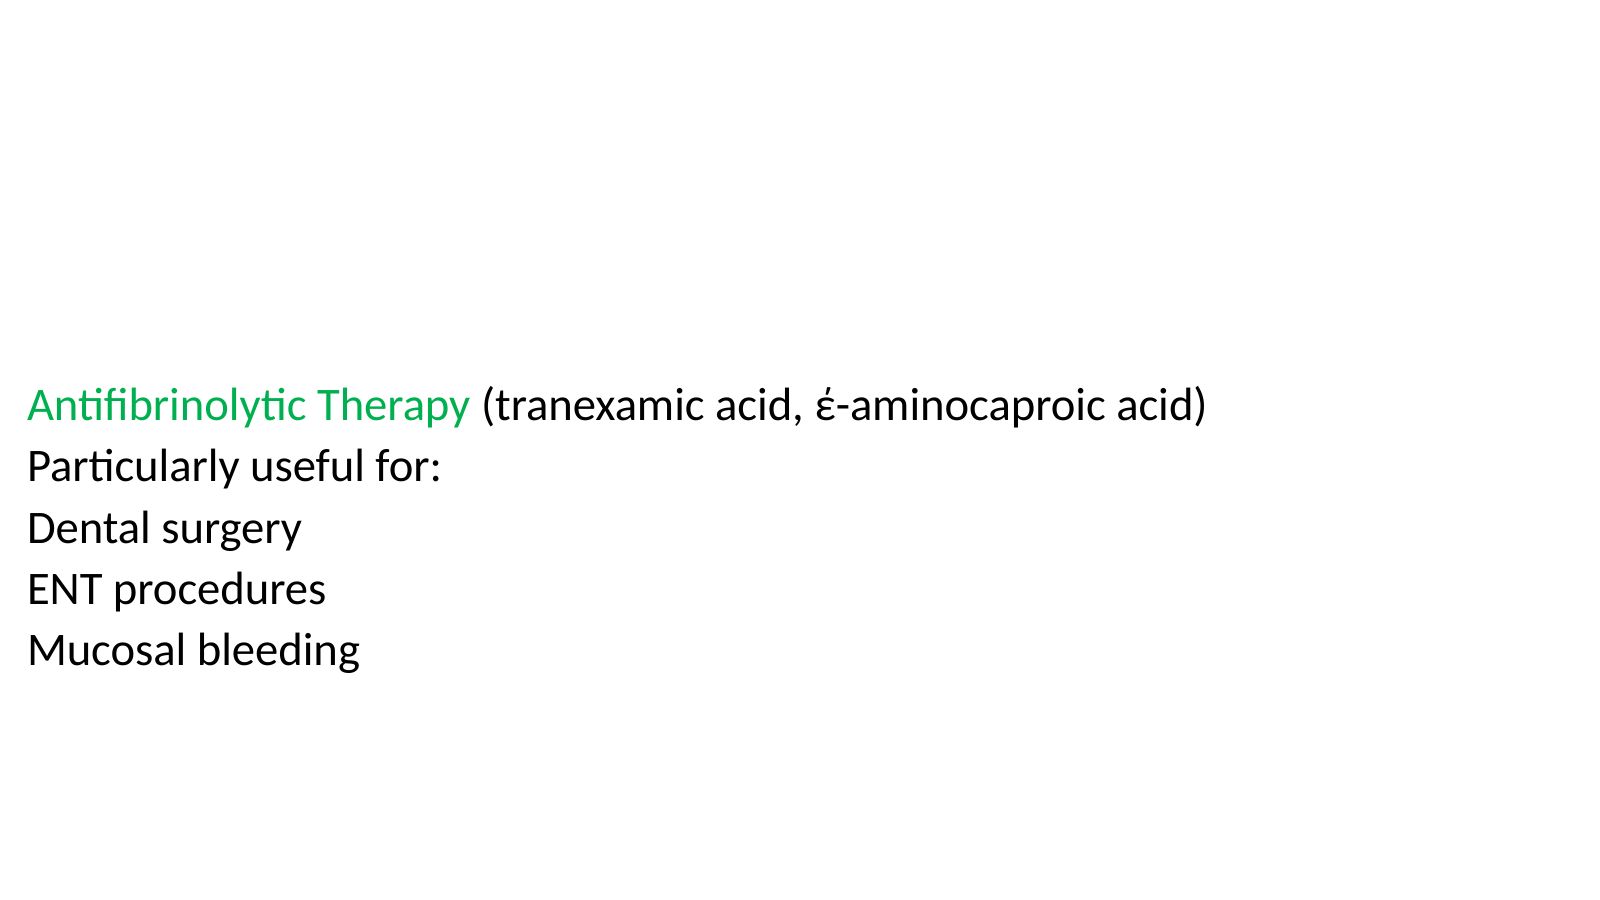 Antifibrinolytic Therapy (tranexamic acid, έ-aminocaproic acid)
Particularly useful for:
Dental surgery
ENT procedures
Mucosal bleeding